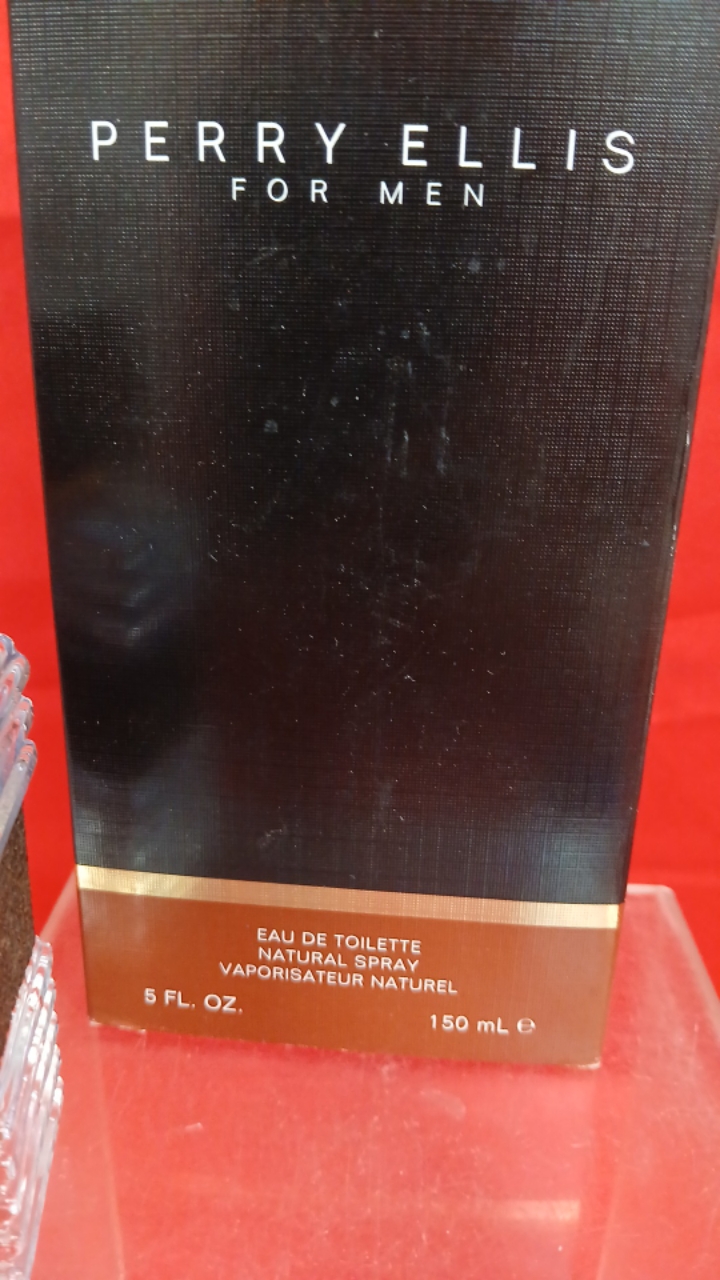 PERRY ELLIS
FOR MEN
EAU DE TOILETTE
NATURAL SPRAY
VAPORISATEUR NATUREL
5 FL. OZ.
150 mL ℮